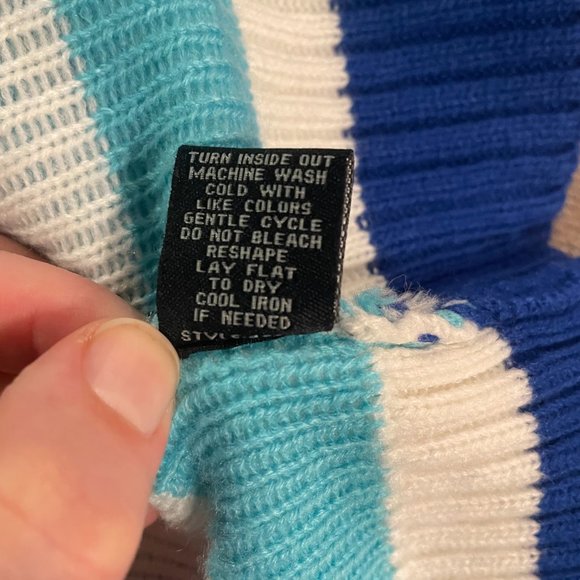 TURN INSIDE OUT
MACHINE WASH
COLD WITH
LIKE COLORS
GENTLE CYCLE
DO NOT BLEACH
RESHAPE
LAY FLAT
TO DRY
COOL IRON
IF NEEDED